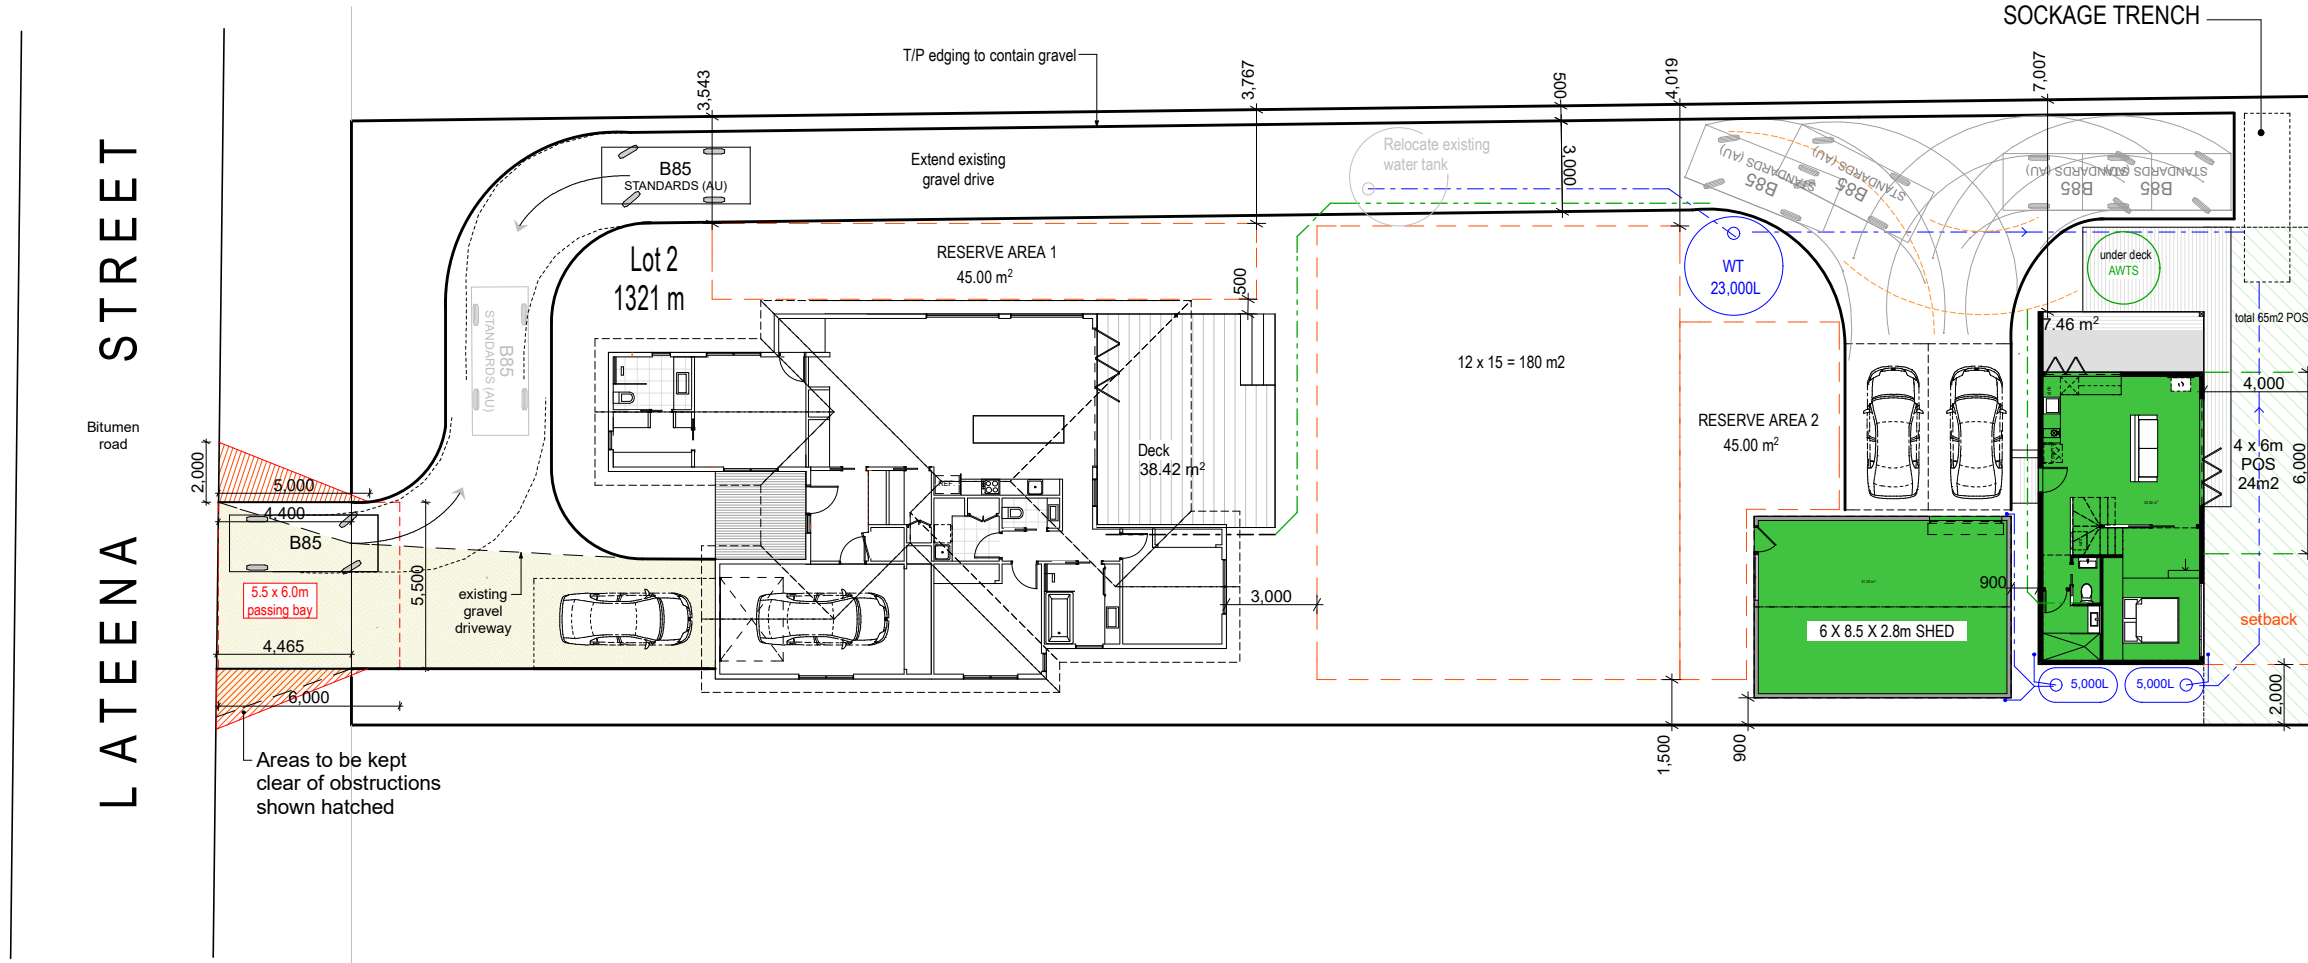 SOCKAGE TRENCH
T/P edging to contain gravel
3,543
3,767
500
4,019
7,007
LATEENA STREET
Bitumen
road
B85
STANDARDS (AU)
Extend existing
gravel drive
Relocate existing
water tank
3,000
B85
STANDARDS (AU)
B85
STANDARDS (AU)
B85
STANDARDS (AU)
B85
STANDARDS (AU)
Lot 2
1321 m
RESERVE AREA 1
45.00 m²
500
B85
STANDARDS (AU)
WT
23,000L
under deck
AWTS
7.46 m²
total 65m2 POS
12 x 15 = 180 m2
RESERVE AREA 2
45.00 m²
Deck
38.42 m²
REF.
4,000
4 x 6m
POS
24m2
6,000
2,000
5,000
4,400
B85
5.5 x 6.0m
passing bay
5,500
existing
gravel
driveway
4,465
6,000
3,000
900
6 X 8.5 X 2.8m SHED
setback
5,000L
5,000L
2,000
1,500
900
Areas to be kept
clear of obstructions
shown hatched